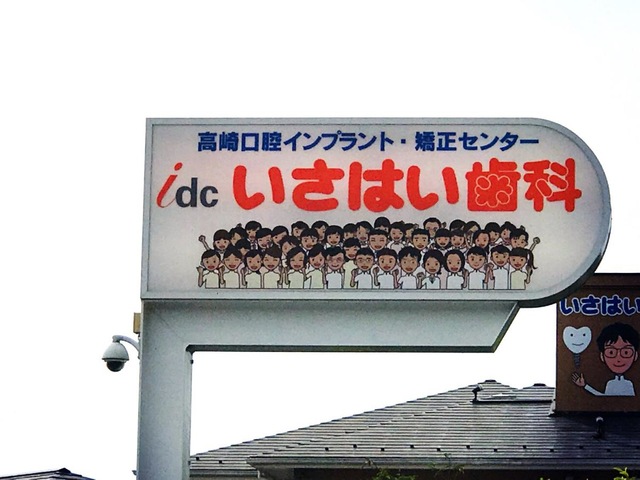 高崎口腔インプラント・矯正センター
idc いさはい歯科
いさはい